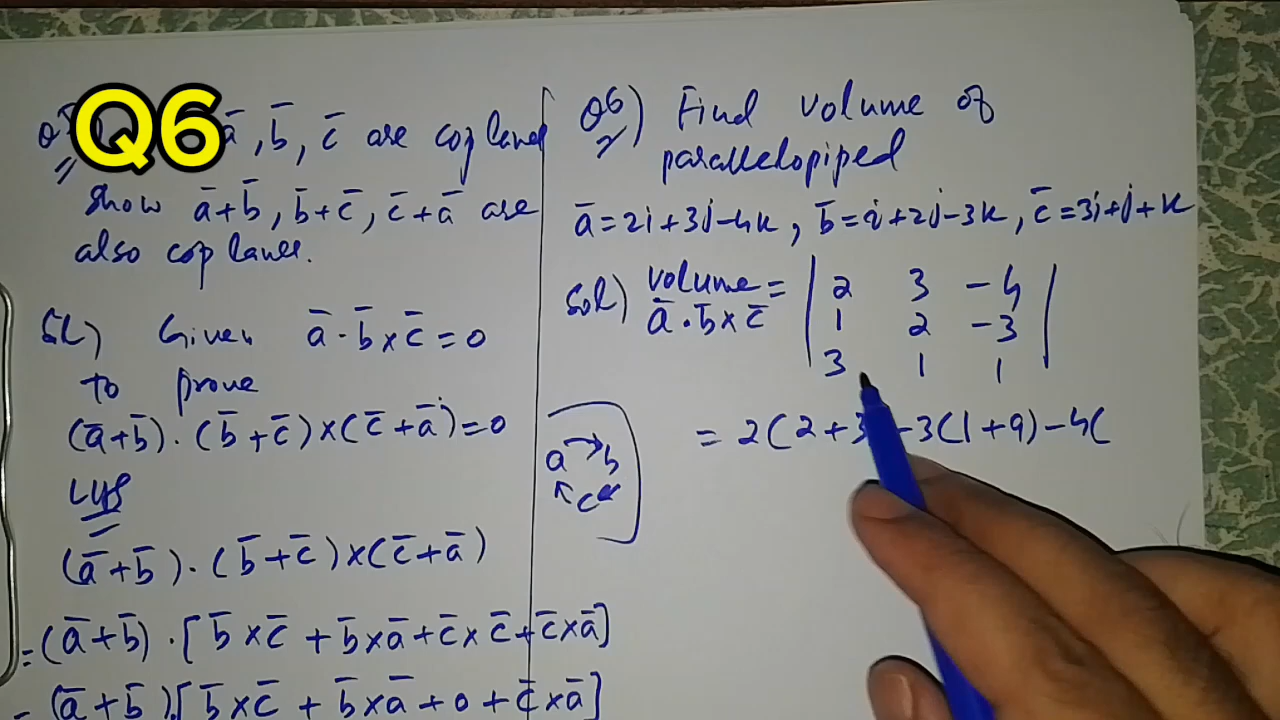 Q6
ā, b̄, c̄ are coplaner
show ā+b̄, b̄+c̄, c̄+ā are
also coplaner.
Sol) Given ā·b̄×c̄=0
to prove
(ā+b̄)·(b̄+c̄)×(c̄+ā)=0
LHS
(ā+b̄)·(b̄+c̄)×(c̄+ā)
=(ā+b̄)·[b̄×c̄+b̄×ā+c̄×c̄+c̄×ā]
=(ā+b̄)[b̄×c̄+b̄×ā+0+c̄×ā]
Q6) Find volume of
parallelopiped
ā=2i+3j-4k, b̄=i+2j-3k, c̄=3i+j+k
Sol) volume = | 2 3 -4 |
ā·b̄×c̄ | 1 2 -3 |
| 3 1 1 |
= 2(2+3 -3(1+9)-4(
a → b
← c